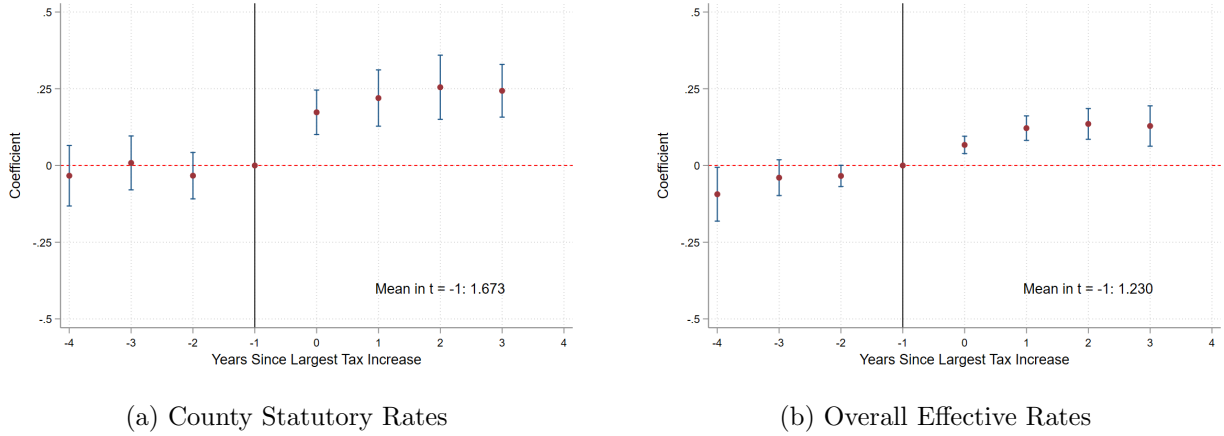 .5
.25
0
-.25
-.5
Coefficient
Mean in t = -1: 1.673
-4 -3 -2 -1 0 1 2 3 4
Years Since Largest Tax Increase
(a) County Statutory Rates
.5
.25
0
-.25
-.5
Coefficient
Mean in t = -1: 1.230
-4 -3 -2 -1 0 1 2 3 4
Years Since Largest Tax Increase
(b) Overall Effective Rates